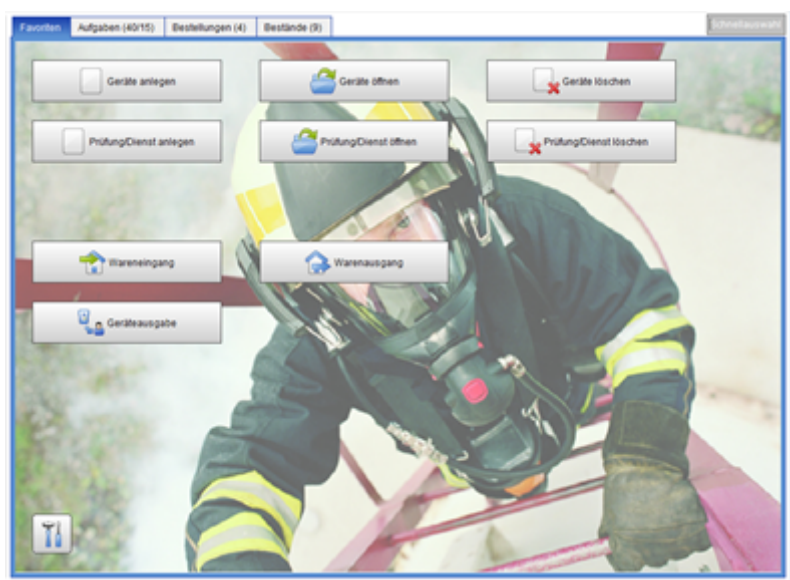 Favoriten
Aufgaben (40/15)
Bestellungen (4)
Bestände (9)
Schnellauswahl
Geräte anlegen
Geräte öffnen
Geräte löschen
Prüfung/Dienst anlegen
Prüfung/Dienst öffnen
Prüfung/Dienst löschen
Wareneingang
Warenausgang
Geräteausgabe